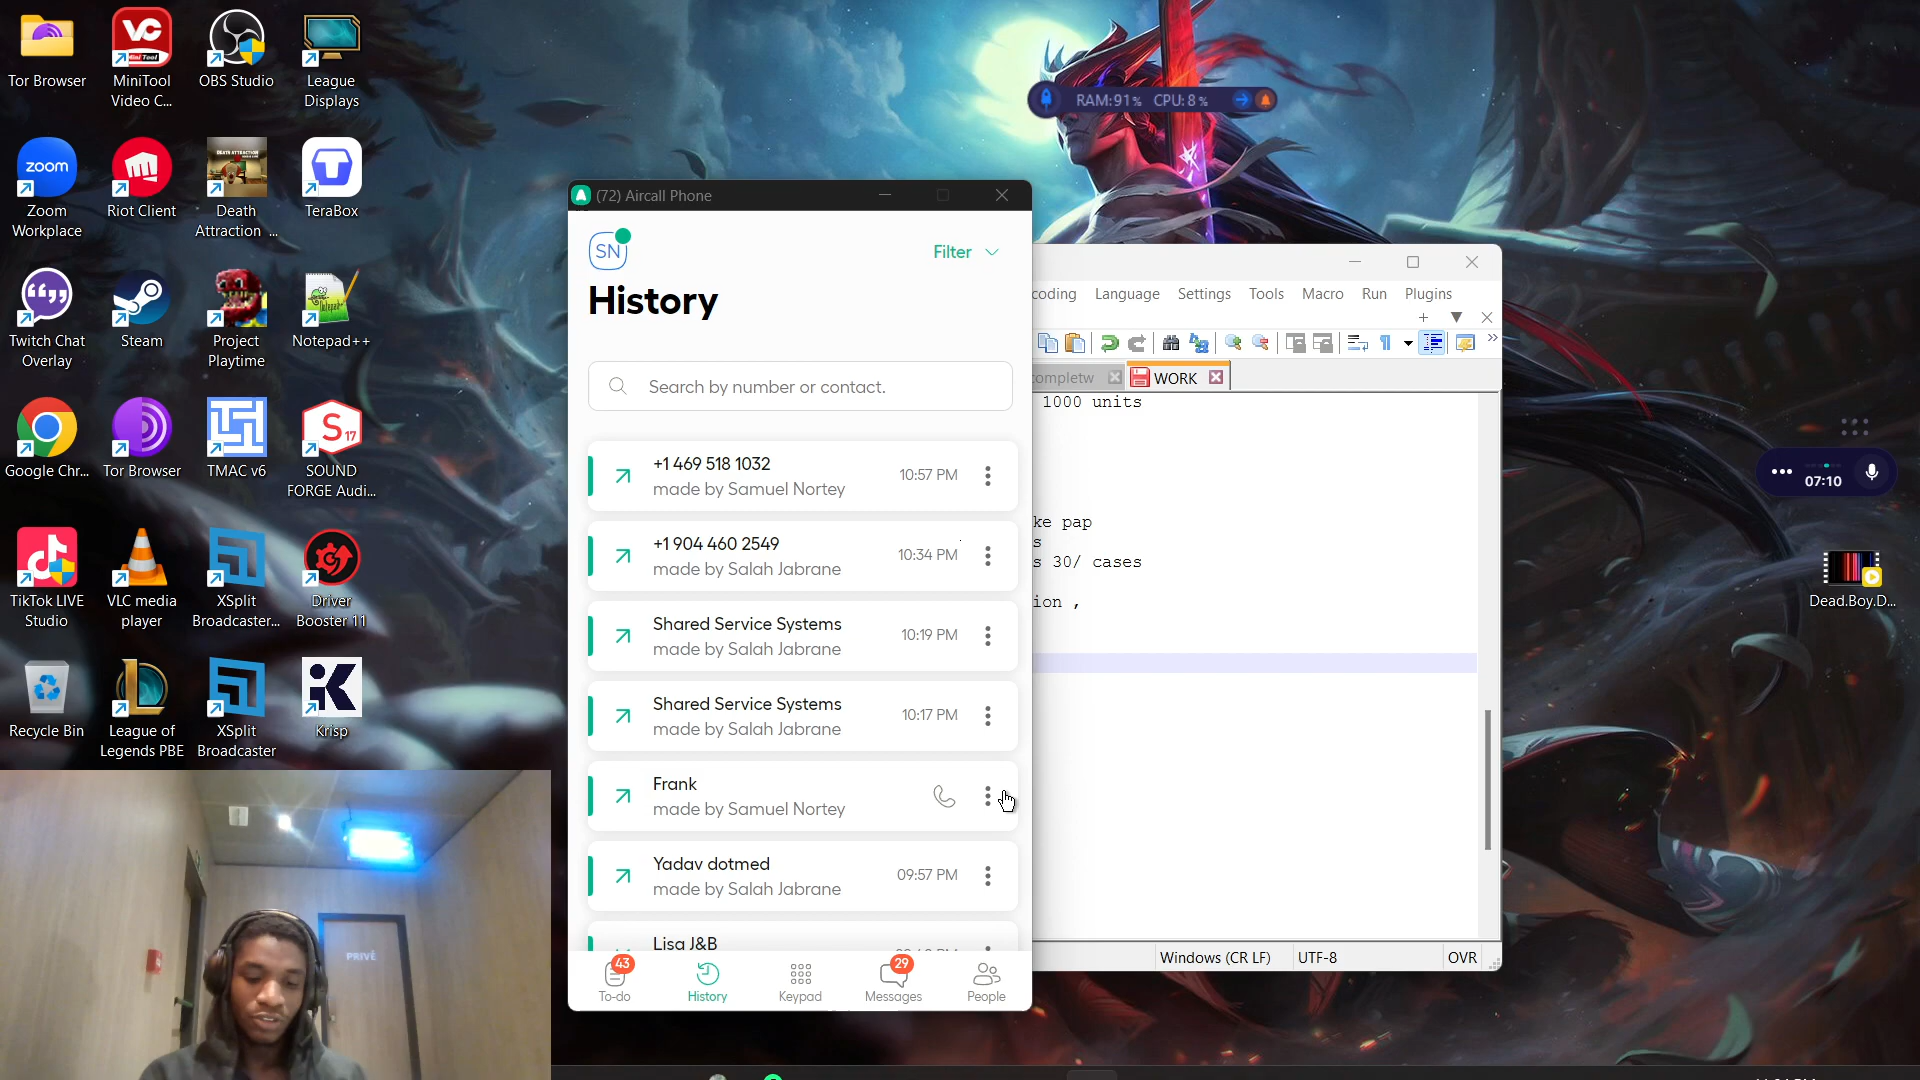 Tor Browser
MiniTool
Video C...
OBS Studio
League
Displays
zoom
Zoom
Workplace
Riot Client
Death
Attraction ...
TeraBox
Twitch Chat
Overlay
Steam
Project
Playtime
Notepad++
Google Chr...
Tor Browser
TMAC v6
SOUND
FORGE Audi...
TikTok LIVE
Studio
VLC media
player
XSplit
Broadcaster...
Driver
Booster 11
Recycle Bin
League of
Legends PBE
XSplit
Broadcaster
Krisp
PRIVÉ
(72) Aircall Phone
SN
Filter
History
Search by number or contact.
+1 469 518 1032
made by Samuel Nortey
10:57 PM
+1 904 460 2549
made by Salah Jabrane
10:34 PM
Shared Service Systems
made by Salah Jabrane
10:19 PM
Shared Service Systems
made by Salah Jabrane
10:17 PM
Frank
made by Samuel Nortey
Yadav dotmed
made by Salah Jabrane
09:57 PM
Lisa J&B
43
To-do
History
Keypad
29
Messages
People
RAM:91% CPU:8%
coding Language Settings Tools Macro Run Plugins
ompletw
WORK
1000 units
ke pap
s
s 30/ cases
ion ,
Windows (CR LF)
UTF-8
OVR
07:10
Dead.Boy.D...